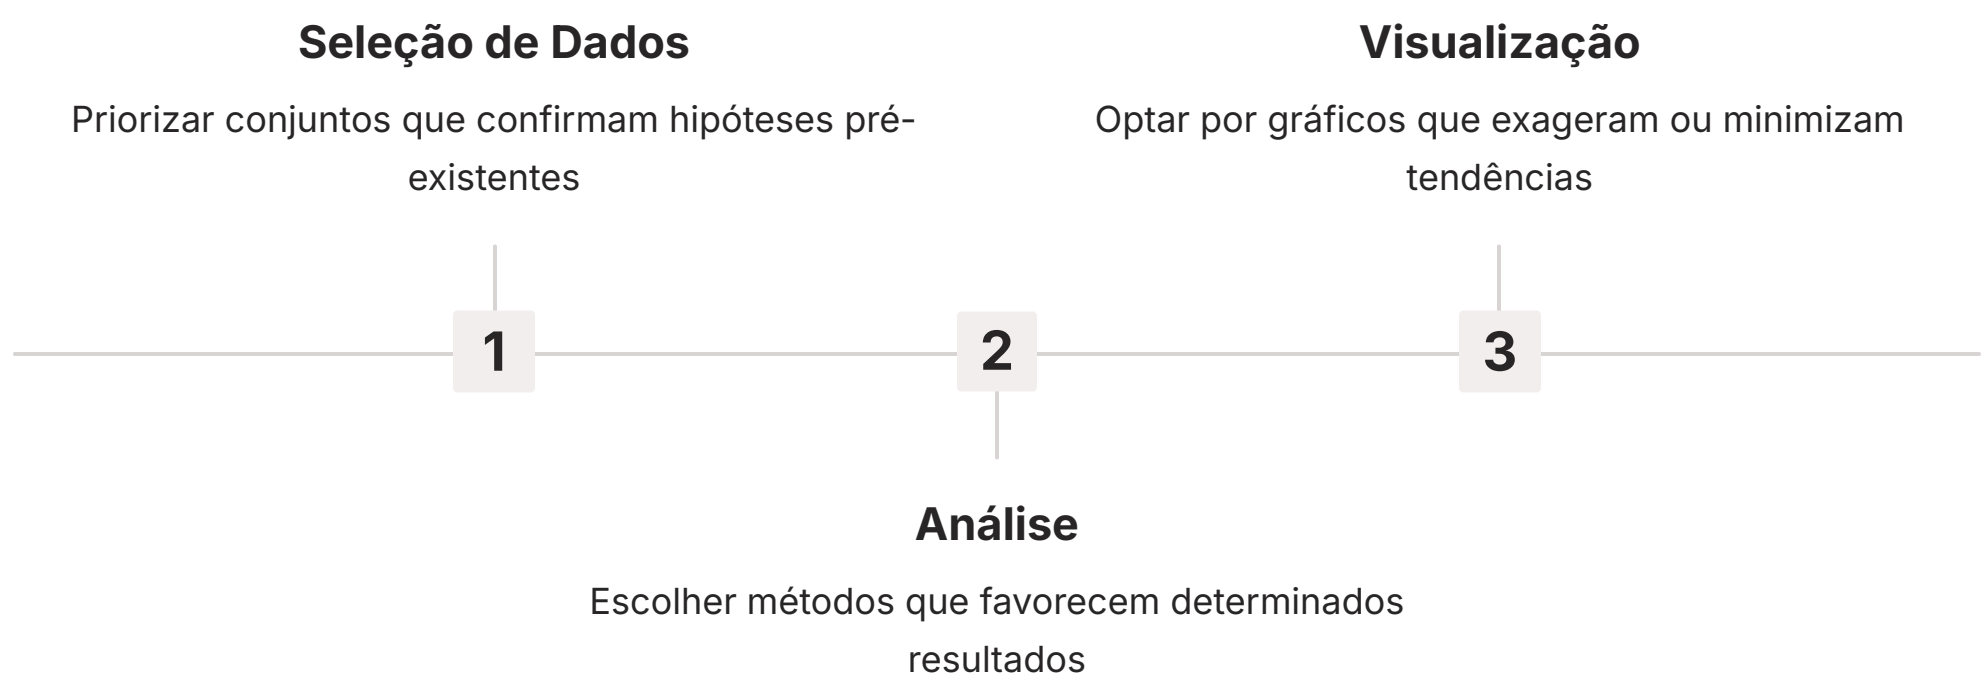 Seleção de Dados
Priorizar conjuntos que confirmam hipóteses pré-
existentes
Visualização
Optar por gráficos que exageram ou minimizam
tendências
1
2
3
Análise
Escolher métodos que favorecem determinados
resultados